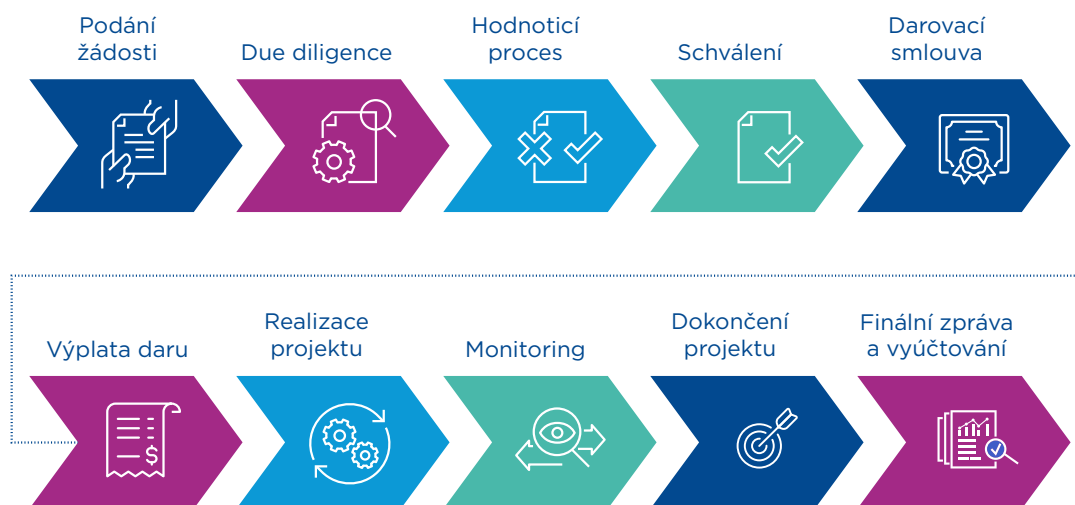 Podání
žádosti
Due diligence
Hodnoticí
proces
Schválení
Darovací
smlouva
Výplata daru
$
Realizace
projektu
Monitoring
Dokončení
projektu
Finální zpráva
a vyúčtování